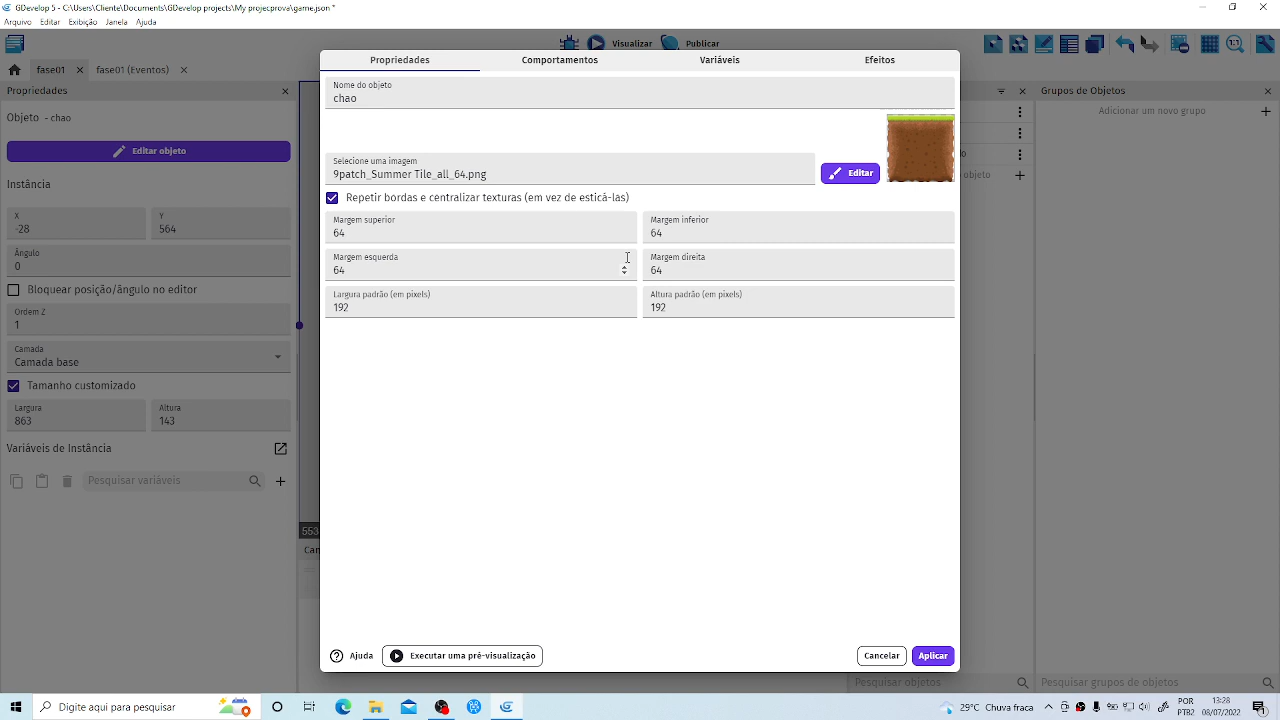 GDevelop 5 - C:\Users\Cliente\Documents\GDevelop projects\My projecprova\game.json *
Arquivo Editar Exibição Janela Ajuda
Visualizar Publicar
fase01 fase01 (Eventos)
Propriedades
Objeto - chao
Editar objeto
Instância
X
-28
Y
564
Ângulo
0
Bloquear posição/ângulo no editor
Ordem Z
1
Camada
Camada base
Tamanho customizado
Largura
863
Altura
143
Variáveis de Instância
Pesquisar variáveis
553
Propriedades Comportamentos Variáveis Efeitos
Nome do objeto
chao
Selecione uma imagem
9patch_Summer Tile_all_64.png
Editar
Repetir bordas e centralizar texturas (em vez de esticá-las)
Margem superior
64
Margem inferior
64
Margem esquerda
64
Margem direita
64
Largura padrão (em pixels)
192
Altura padrão (em pixels)
192
Ajuda
Executar uma pré-visualização
Cancelar Aplicar
Grupos de Objetos
Adicionar um novo grupo
objeto
Pesquisar objetos
Pesquisar grupos de objetos
Digite aqui para pesquisar
29°C Chuva fraca
POR
PTB2
13:28
08/07/2022